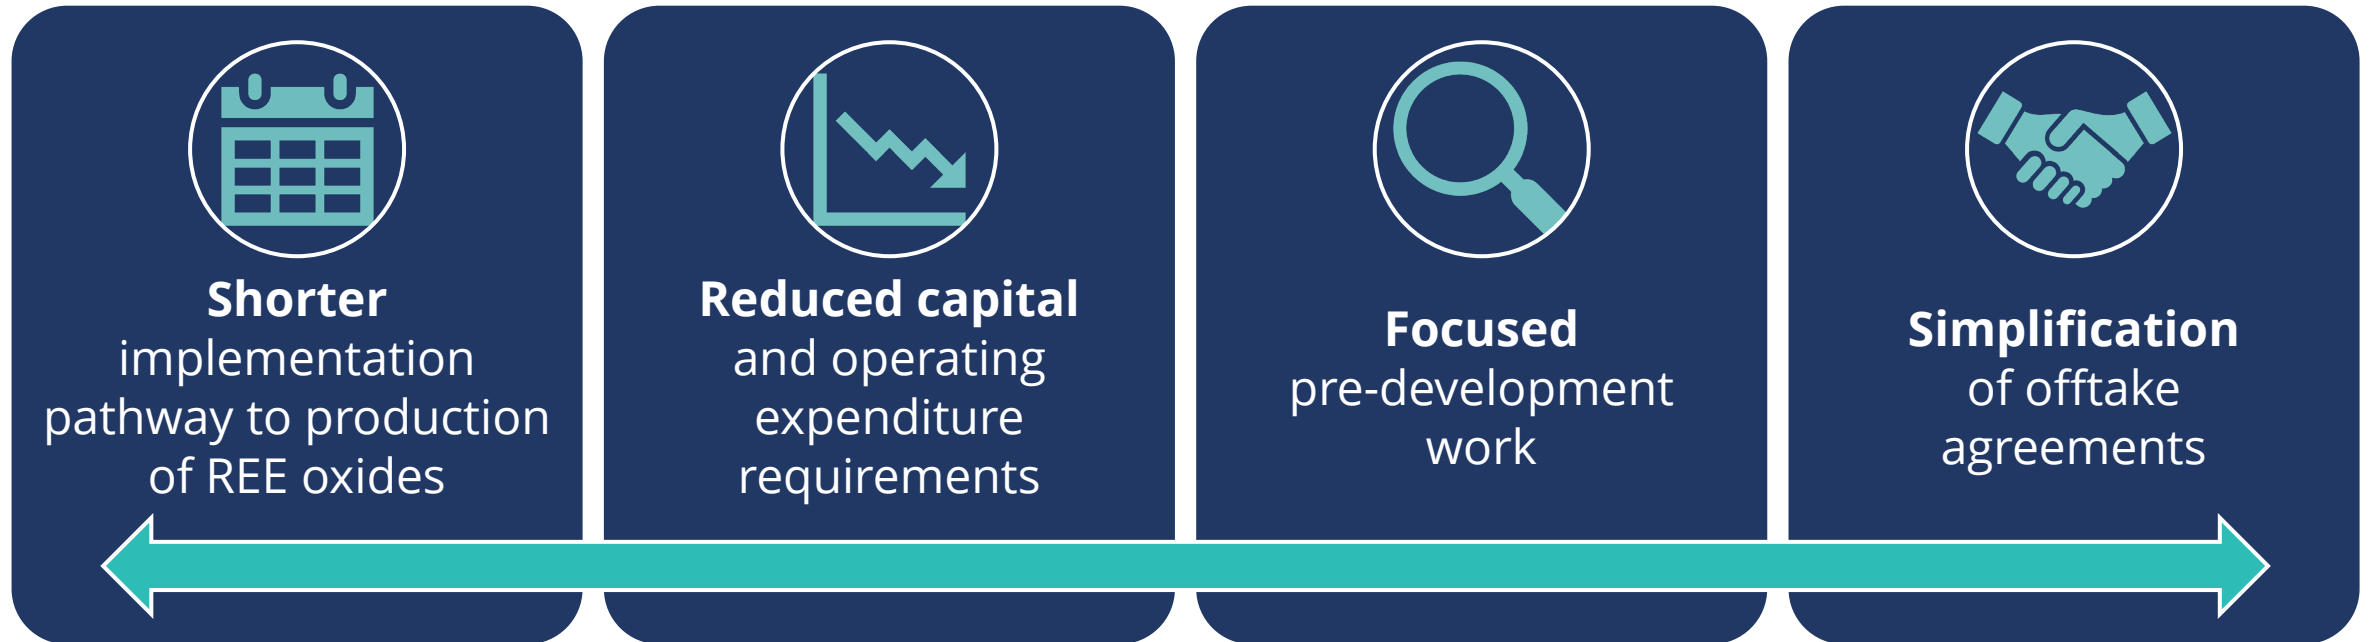 Shorter
implementation
pathway to production
of REE oxides
Reduced capital
and operating
expenditure
requirements
Focused
pre-development
work
Simplification
of offtake
agreements